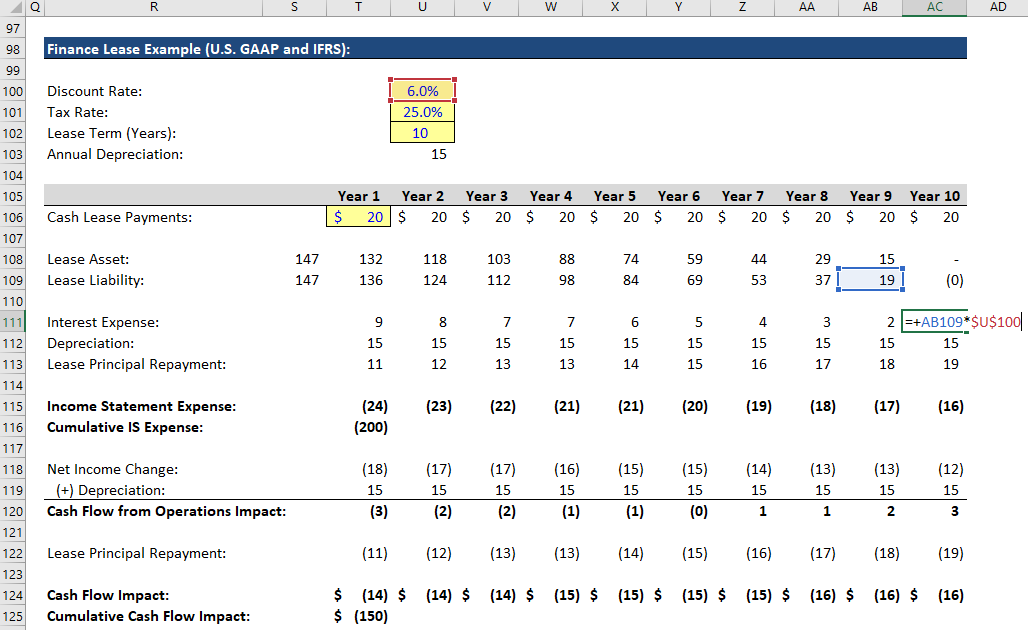 Q R S T U V W X Y Z AA AB AC AD
97
98 Finance Lease Example (U.S. GAAP and IFRS):
99
100 Discount Rate: 6.0%
101 Tax Rate: 25.0%
102 Lease Term (Years): 10
103 Annual Depreciation: 15
104
105 Year 1 Year 2 Year 3 Year 4 Year 5 Year 6 Year 7 Year 8 Year 9 Year 10
106 Cash Lease Payments: $ 20 $ 20 $ 20 $ 20 $ 20 $ 20 $ 20 $ 20 $ 20 $ 20
107
108 Lease Asset: 147 132 118 103 88 74 59 44 29 15 -
109 Lease Liability: 147 136 124 112 98 84 69 53 37 19 (0)
110
111 Interest Expense: 9 8 7 7 6 5 4 3 2 =+AB109*$U$100
112 Depreciation: 15 15 15 15 15 15 15 15 15 15
113 Lease Principal Repayment: 11 12 13 13 14 15 16 17 18 19
114
115 Income Statement Expense: (24) (23) (22) (21) (21) (20) (19) (18) (17) (16)
116 Cumulative IS Expense: (200)
117
118 Net Income Change: (18) (17) (17) (16) (15) (15) (14) (13) (13) (12)
119 (+) Depreciation: 15 15 15 15 15 15 15 15 15 15
120 Cash Flow from Operations Impact: (3) (2) (2) (1) (1) (0) 1 1 2 3
121
122 Lease Principal Repayment: (11) (12) (13) (13) (14) (15) (16) (17) (18) (19)
123
124 Cash Flow Impact: $ (14) $ (14) $ (14) $ (15) $ (15) $ (15) $ (15) $ (16) $ (16) $ (16)
125 Cumulative Cash Flow Impact: $ (150)